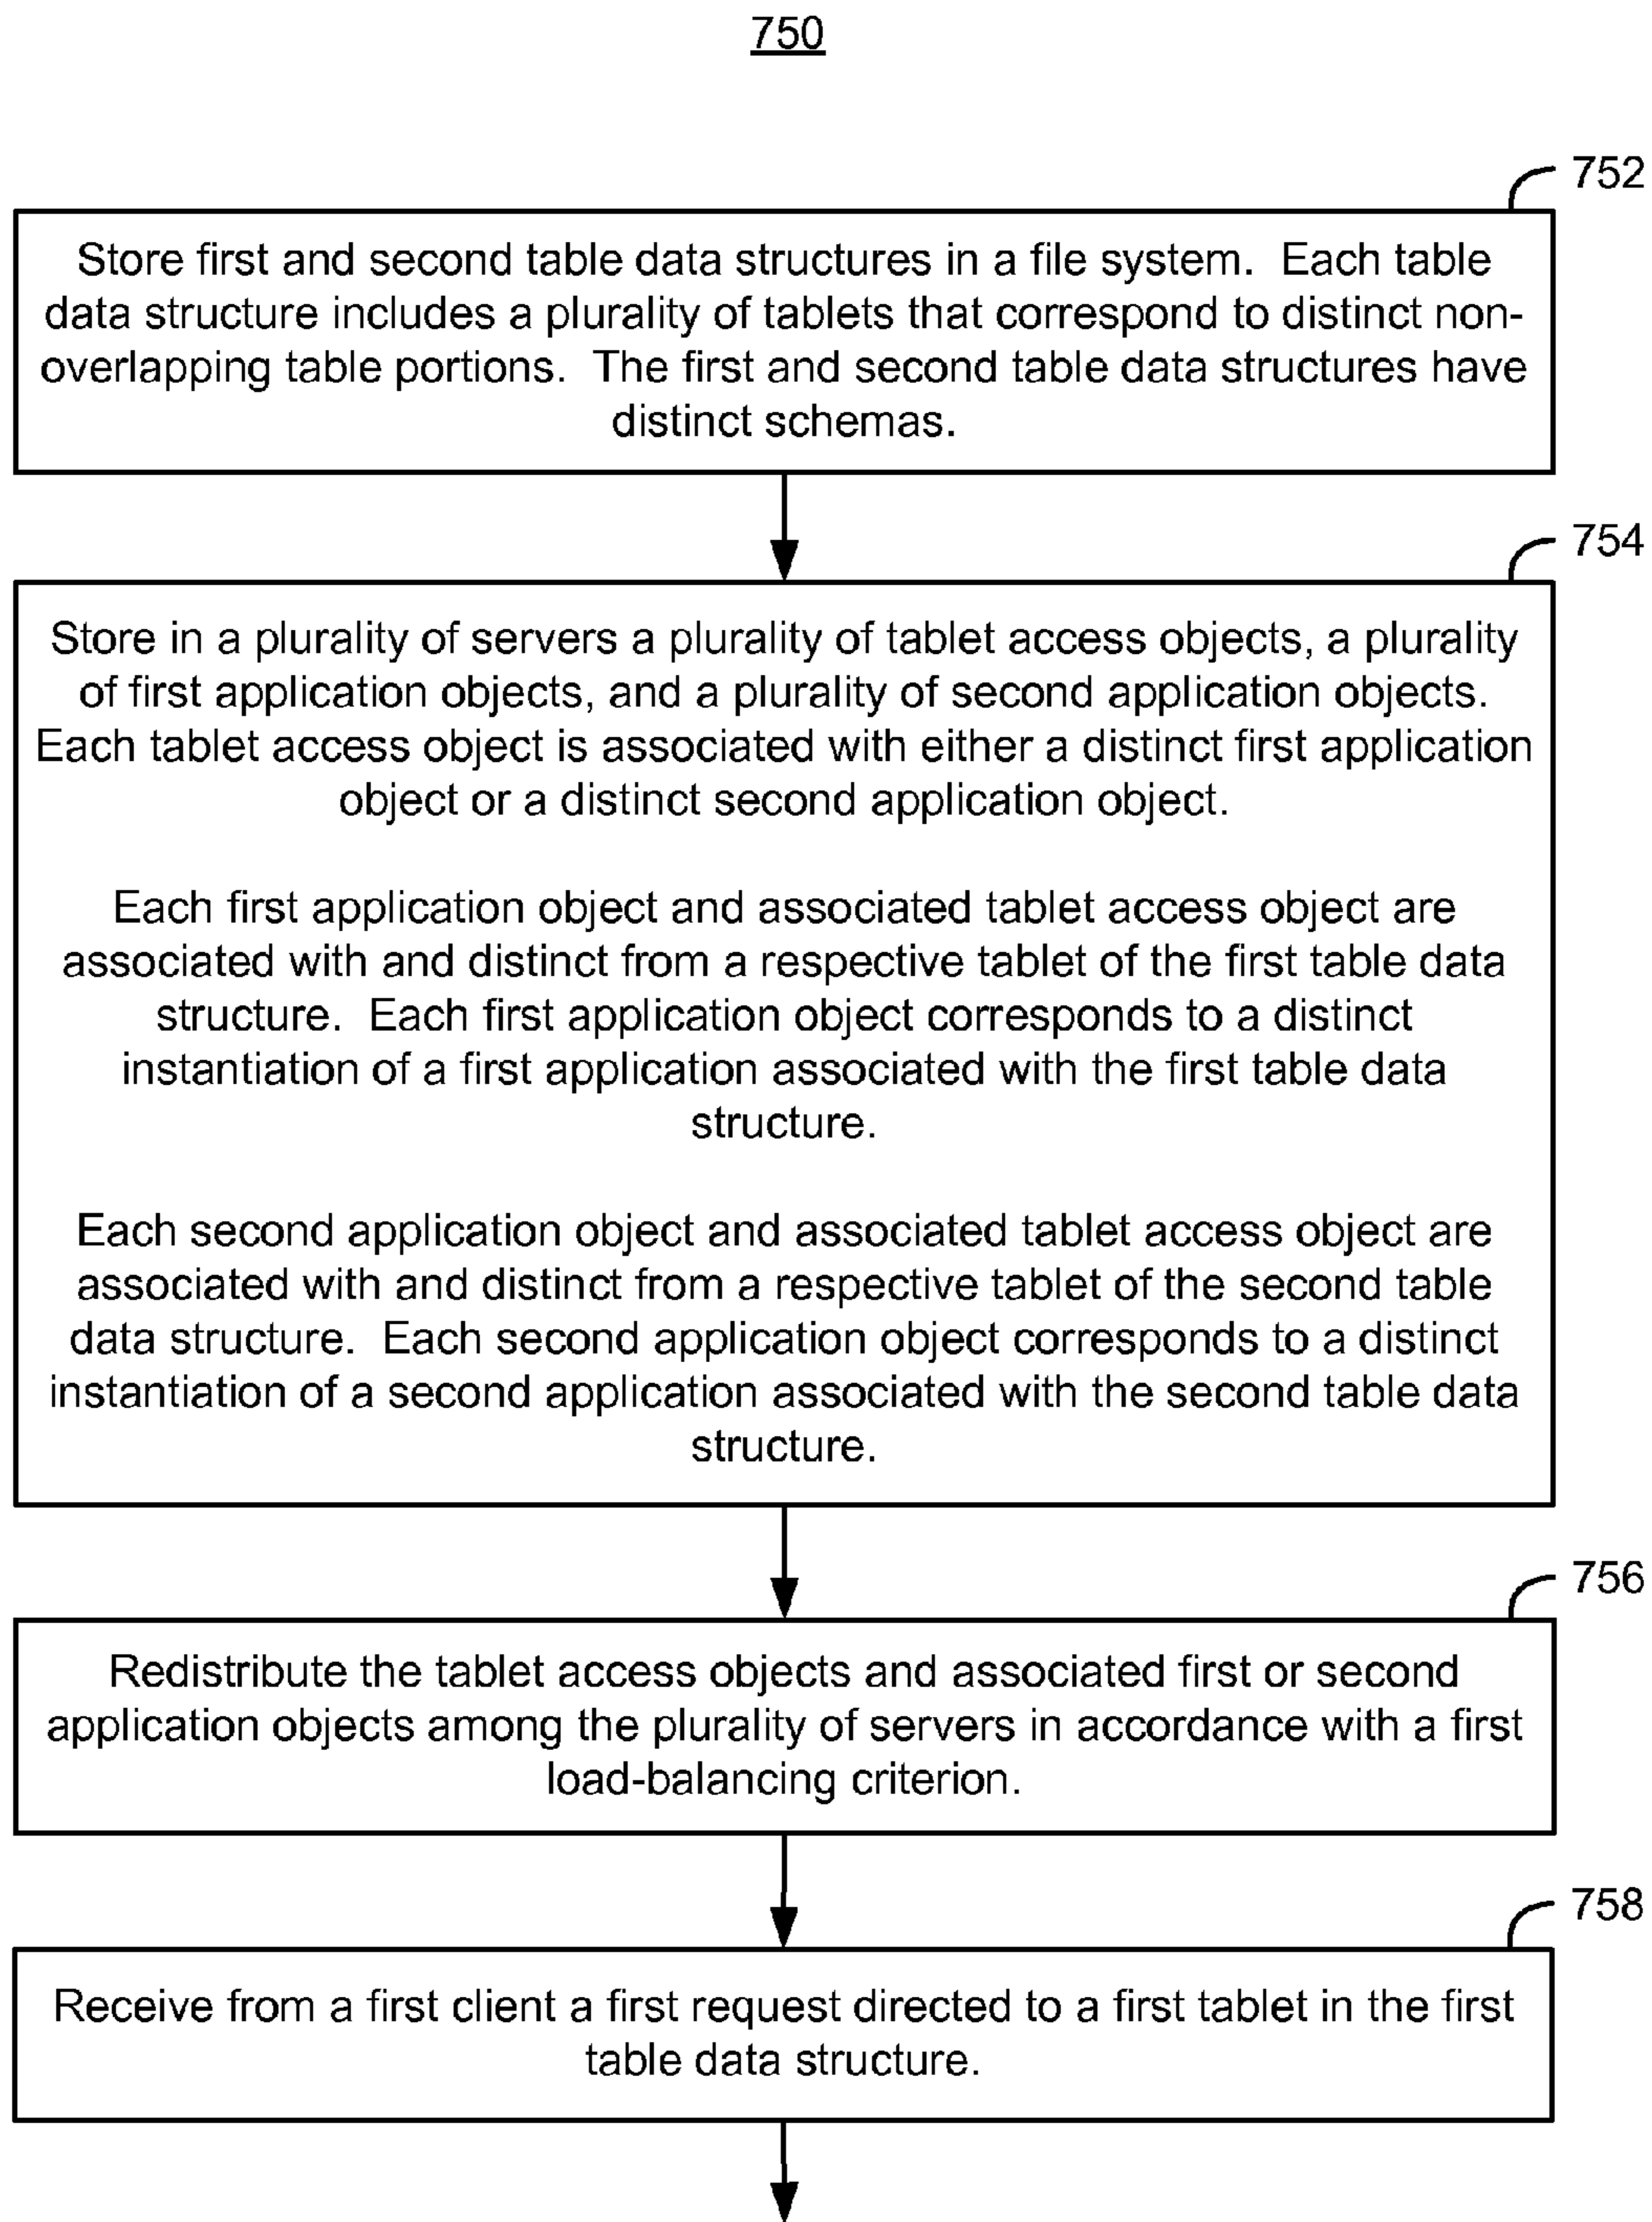 750
752
Store first and second table data structures in a file system.  Each table
data structure includes a plurality of tablets that correspond to distinct non-
overlapping table portions.  The first and second table data structures have
distinct schemas.
754
Store in a plurality of servers a plurality of tablet access objects, a plurality
of first application objects, and a plurality of second application objects.
Each tablet access object is associated with either a distinct first application
object or a distinct second application object.
Each first application object and associated tablet access object are
associated with and distinct from a respective tablet of the first table data
structure.  Each first application object corresponds to a distinct
instantiation of a first application associated with the first table data
structure.
Each second application object and associated tablet access object are
associated with and distinct from a respective tablet of the second table
data structure.  Each second application object corresponds to a distinct
instantiation of a second application associated with the second table data
structure.
756
Redistribute the tablet access objects and associated first or second
application objects among the plurality of servers in accordance with a first
load-balancing criterion.
758
Receive from a first client a first request directed to a first tablet in the first
table data structure.